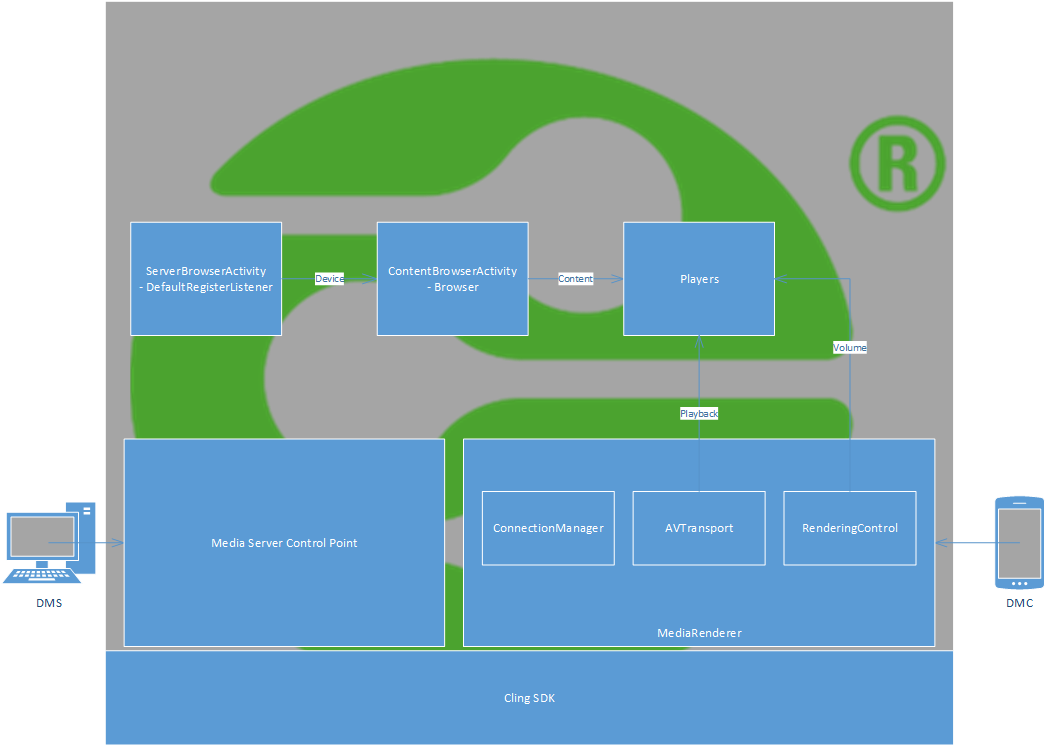 ®
ServerBrowserActivity
- DefaultRegisterListener
Device
ContentBrowserActivity
- Browser
Content
Players
Volume
Playback
Media Server Control Point
ConnectionManager
AVTransport
RenderingControl
MediaRenderer
DMS
DMC
Cling SDK